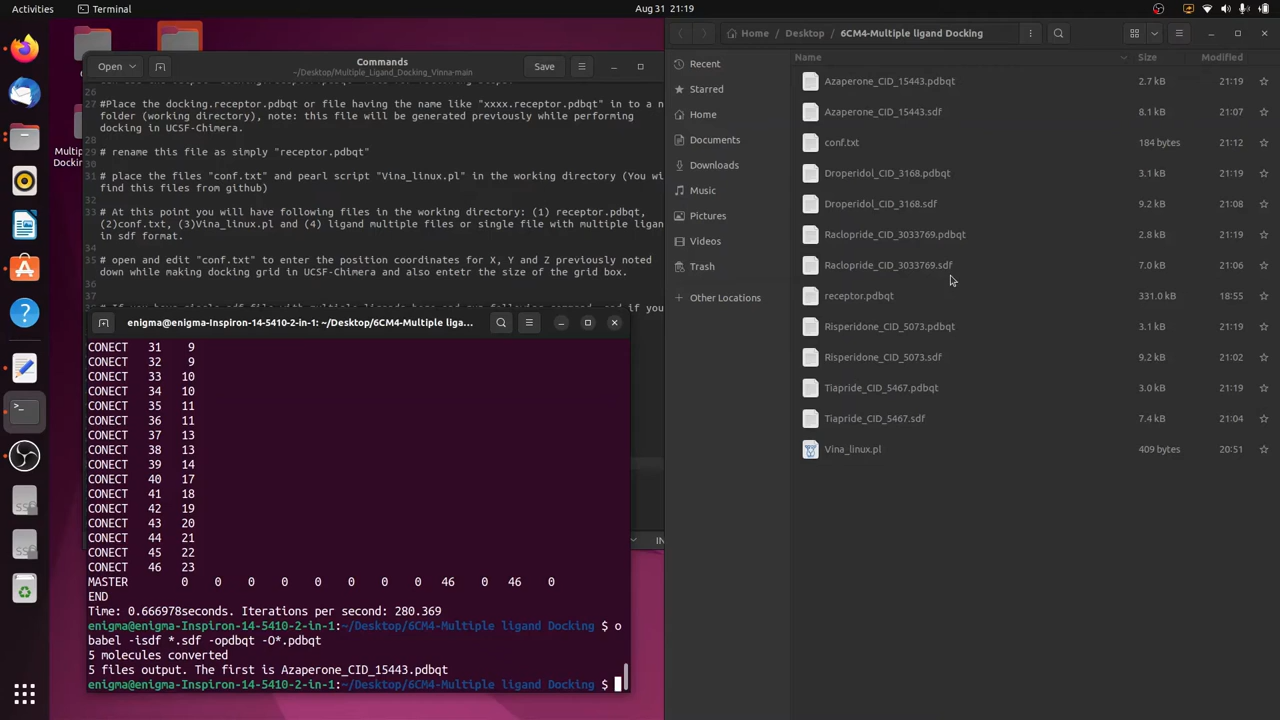 Activities
Terminal
Aug 31 21:19
Open
Commands
~/Desktop/Multiple_Ligand_Docking_Vinna-main
Save
27 #Place the docking.receptor.pdbqt or file having the name like "xxxx.receptor.pdbqt" in to a n
folder (working directory), note: this file will be generated previously while performing
docking in UCSF-Chimera.
28
29 # rename this file as simply "receptor.pdbqt"
30
31 # place the files "conf.txt" and pearl script "Vina_linux.pl" in the working directory (You wi
find this files from github)
32
33 # At this point you will have following files in the working directory: (1) receptor.pdbqt,
(2)conf.txt, (3)Vina_linux.pl and (4) ligand multiple files or single file with multiple ligand
in sdf format.
34
35 # open and edit "conf.txt" to enter the position coordinates for X, Y and Z previously noted
down while making docking grid in UCSF-Chimera and also entetr the size of the grid box.
36
37
Multip
Doc
enigma@enigma-Inspiron-14-5410-2-in-1: ~/Desktop/6CM4-Multiple liga...
CONECT 31 9
CONECT 32 9
CONECT 33 10
CONECT 34 10
CONECT 35 11
CONECT 36 11
CONECT 37 13
CONECT 38 13
CONECT 39 14
CONECT 40 17
CONECT 41 18
CONECT 42 19
CONECT 43 20
CONECT 44 21
CONECT 45 22
CONECT 46 23
MASTER 0 0 0 0 0 0 0 0 46 0 46 0
END
Time: 0.666978seconds. Iterations per second: 280.369
enigma@enigma-Inspiron-14-5410-2-in-1:~/Desktop/6CM4-Multiple ligand Docking $ o
babel -isdf *.sdf -opdbqt -O*.pdbqt
5 molecules converted
5 files output. The first is Azaperone_CID_15443.pdbqt
enigma@enigma-Inspiron-14-5410-2-in-1:~/Desktop/6CM4-Multiple ligand Docking $
IN
Home / Desktop / 6CM4-Multiple ligand Docking
Recent
Starred
Home
Documents
Downloads
Music
Pictures
Videos
Trash
Other Locations
Name Size Modified
Azaperone_CID_15443.pdbqt 2.7 kB 21:19
Azaperone_CID_15443.sdf 8.1 kB 21:07
conf.txt 184 bytes 21:12
Droperidol_CID_3168.pdbqt 3.1 kB 21:19
Droperidol_CID_3168.sdf 9.2 kB 21:08
Raclopride_CID_3033769.pdbqt 2.8 kB 21:19
Raclopride_CID_3033769.sdf 7.0 kB 21:06
receptor.pdbqt 331.0 kB 18:55
Risperidone_CID_5073.pdbqt 3.1 kB 21:19
Risperidone_CID_5073.sdf 9.2 kB 21:02
Tiapride_CID_5467.pdbqt 3.0 kB 21:19
Tiapride_CID_5467.sdf 7.4 kB 21:04
Vina_linux.pl 409 bytes 20:51